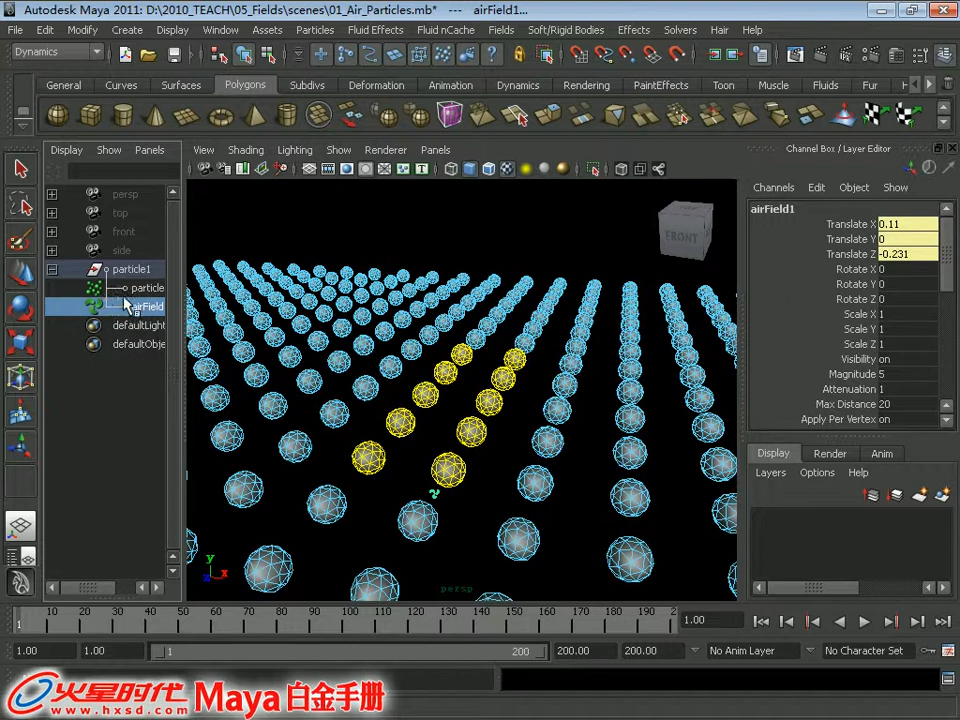 Autodesk Maya 2011: D:\2010_TEACH\05_Fields\scenes\01_Air_Particles.mb* --- airField1...
File Edit Modify Create Display Window Assets Particles Fluid Effects Fluid nCache Fields Soft/Rigid Bodies Effects Solvers Hair Help
Dynamics
General Curves Surfaces Polygons Subdivs Deformation Animation Dynamics Rendering PaintEffects Toon Muscle Fluids Fur
Display Show Panels View Shading Lighting Show Renderer Panels Channel Box / Layer Editor
Channels Edit Object Show
persp
top
front
side
particle1
particle
airField
defaultLight
defaultObje
FRONT
y
z x
persp
airField1
Translate X 0.11
Translate Y 0
Translate Z -0.231
Rotate X 0
Rotate Y 0
Rotate Z 0
Scale X 1
Scale Y 1
Scale Z 1
Visibility on
Magnitude 5
Attenuation 1
Max Distance 20
Apply Per Vertex on
Display Render Anim
Layers Options Help
1 10 20 30 40 50 60 70 80 90 100 110 120 130 140 150 160 170 180 190 2
1.00
1.00 1.00 1 200 200.00 200.00 No Anim Layer No Character Set
火星时代 Maya 白金手册
www.hxsd.com